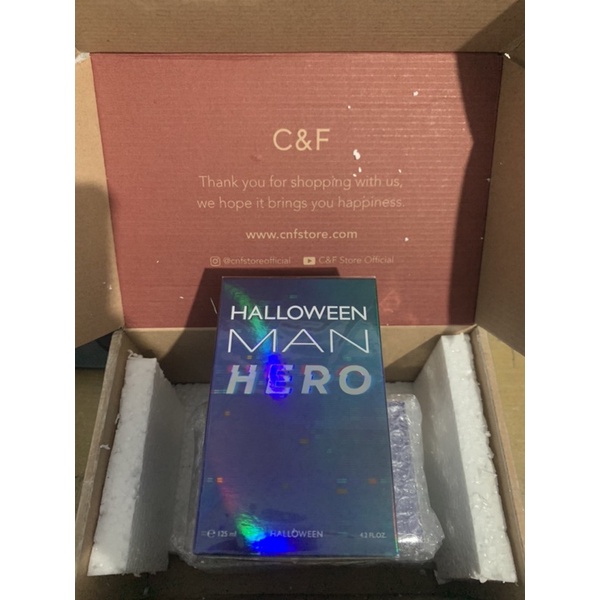 C&F
Thank you for shopping with us,
we hope it brings you happiness.
www.cnfstore.com
@cnfstoreofficial C&F Store Official
HALLOWEEN
MAN
HERO
e 125 ml HALLOWEEN 4.2 FL.OZ.